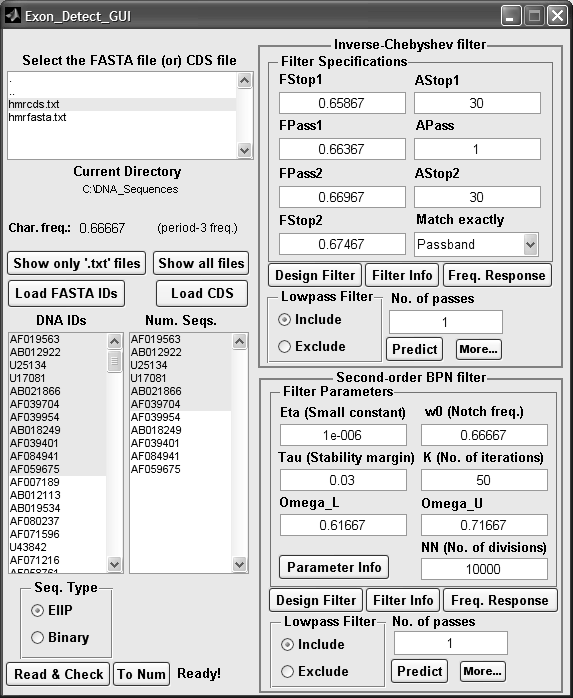 Exon_Detect_GUI
Select the FASTA file (or) CDS file
.
..
hmrcds.txt
hmrfasta.txt
Current Directory
C:\DNA_Sequences
Char. freq.: 0.66667 (period-3 freq.)
Show only '.txt' files
Show all files
Load FASTA IDs
Load CDS
DNA IDs
AF019563
AB012922
U25134
U17081
AB021866
AF039704
AF039954
AB018249
AF039401
AF084941
AF059675
AF007189
AB012113
AB019534
AF080237
AF071596
U43842
AF071216
AF058761
Num. Seqs.
AF019563
AB012922
U25134
U17081
AB021866
AF039704
AF039954
AB018249
AF039401
AF084941
AF059675
Seq. Type
EIIP
Binary
Read & Check
To Num
Ready!
Inverse-Chebyshev filter
Filter Specifications
FStop1 AStop1
0.65867 30
FPass1 APass
0.66367 1
FPass2 AStop2
0.66967 30
FStop2 Match exactly
0.67467 Passband
Design Filter
Filter Info
Freq. Response
Lowpass Filter
Include
Exclude
No. of passes
1
Predict
More...
Second-order BPN filter
Filter Parameters
Eta (Small constant) w0 (Notch freq.)
1e-006 0.66667
Tau (Stability margin) K (No. of iterations)
0.03 50
Omega_L Omega_U
0.61667 0.71667
NN (No. of divisions)
Parameter Info 10000
Design Filter
Filter Info
Freq. Response
Lowpass Filter
Include
Exclude
No. of passes
1
Predict
More...